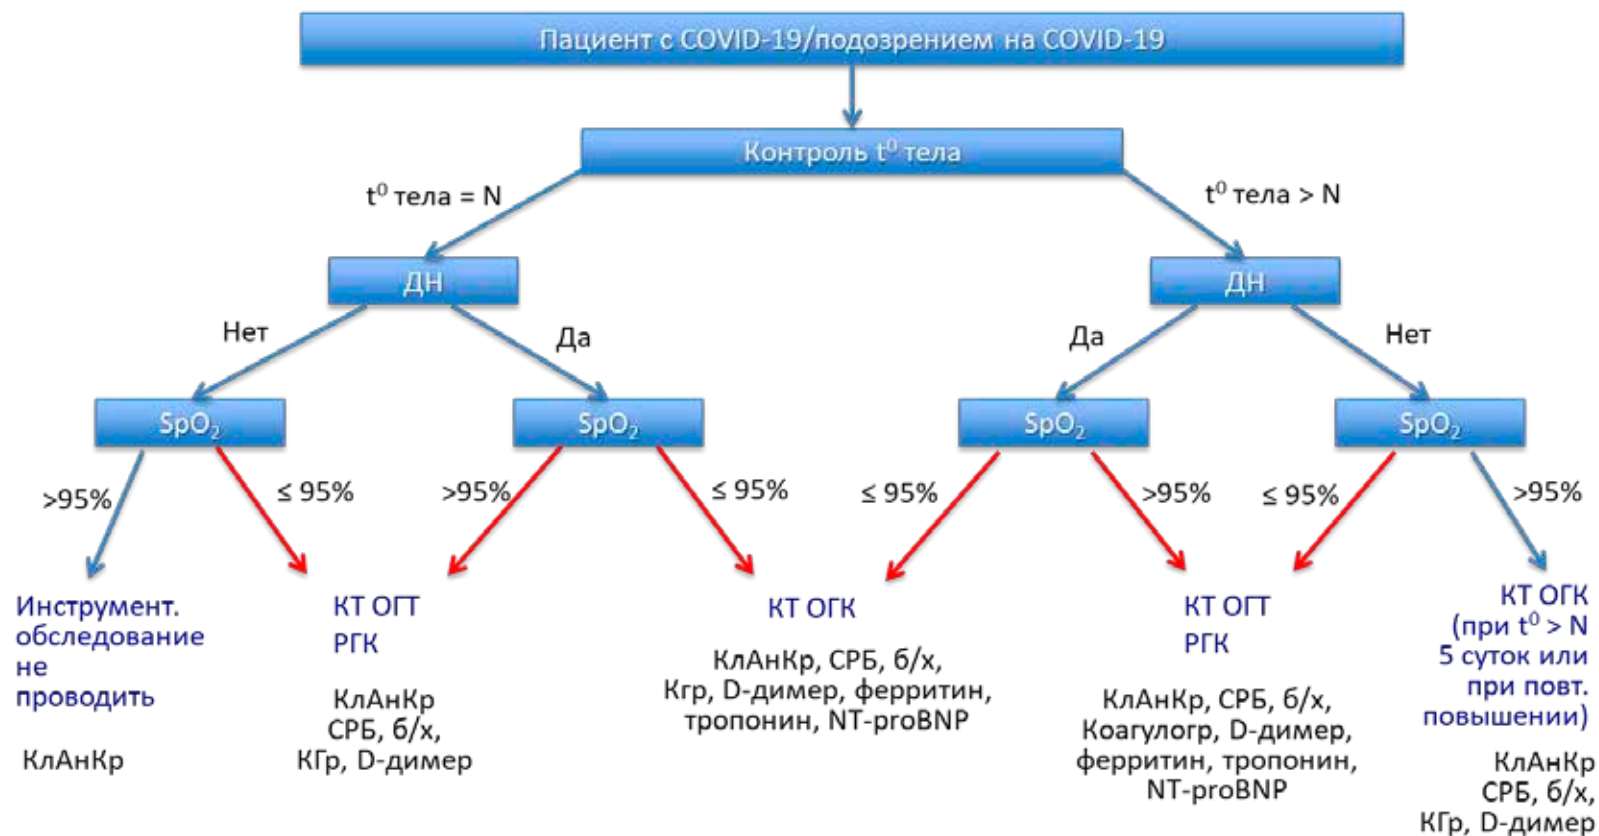 Пациент с COVID-19/подозрением на COVID-19
Контроль t⁰ тела
t⁰ тела = N
t⁰ тела > N
ДН
ДН
Нет
Да
Да
Нет
SpO₂
SpO₂
SpO₂
SpO₂
>95%
≤ 95%
>95%
≤ 95%
≤ 95%
>95%
≤ 95%
>95%
Инструмент.
обследование
не
проводить
КлАнКр
КТ ОГТ
РГК
КлАнКр
СРБ, б/х,
КГр, D-димер
КТ ОГК
КлАнКр, СРБ, б/х,
Кгр, D-димер, ферритин,
тропонин, NT-proBNP
КТ ОГТ
РГК
КлАнКр, СРБ, б/х,
Коагулогр, D-димер,
ферритин, тропонин,
NT-proBNP
КТ ОГК
(при t⁰ > N
5 суток или
при повт.
повышении)
КлАнКр
СРБ, б/х,
КГр, D-димер